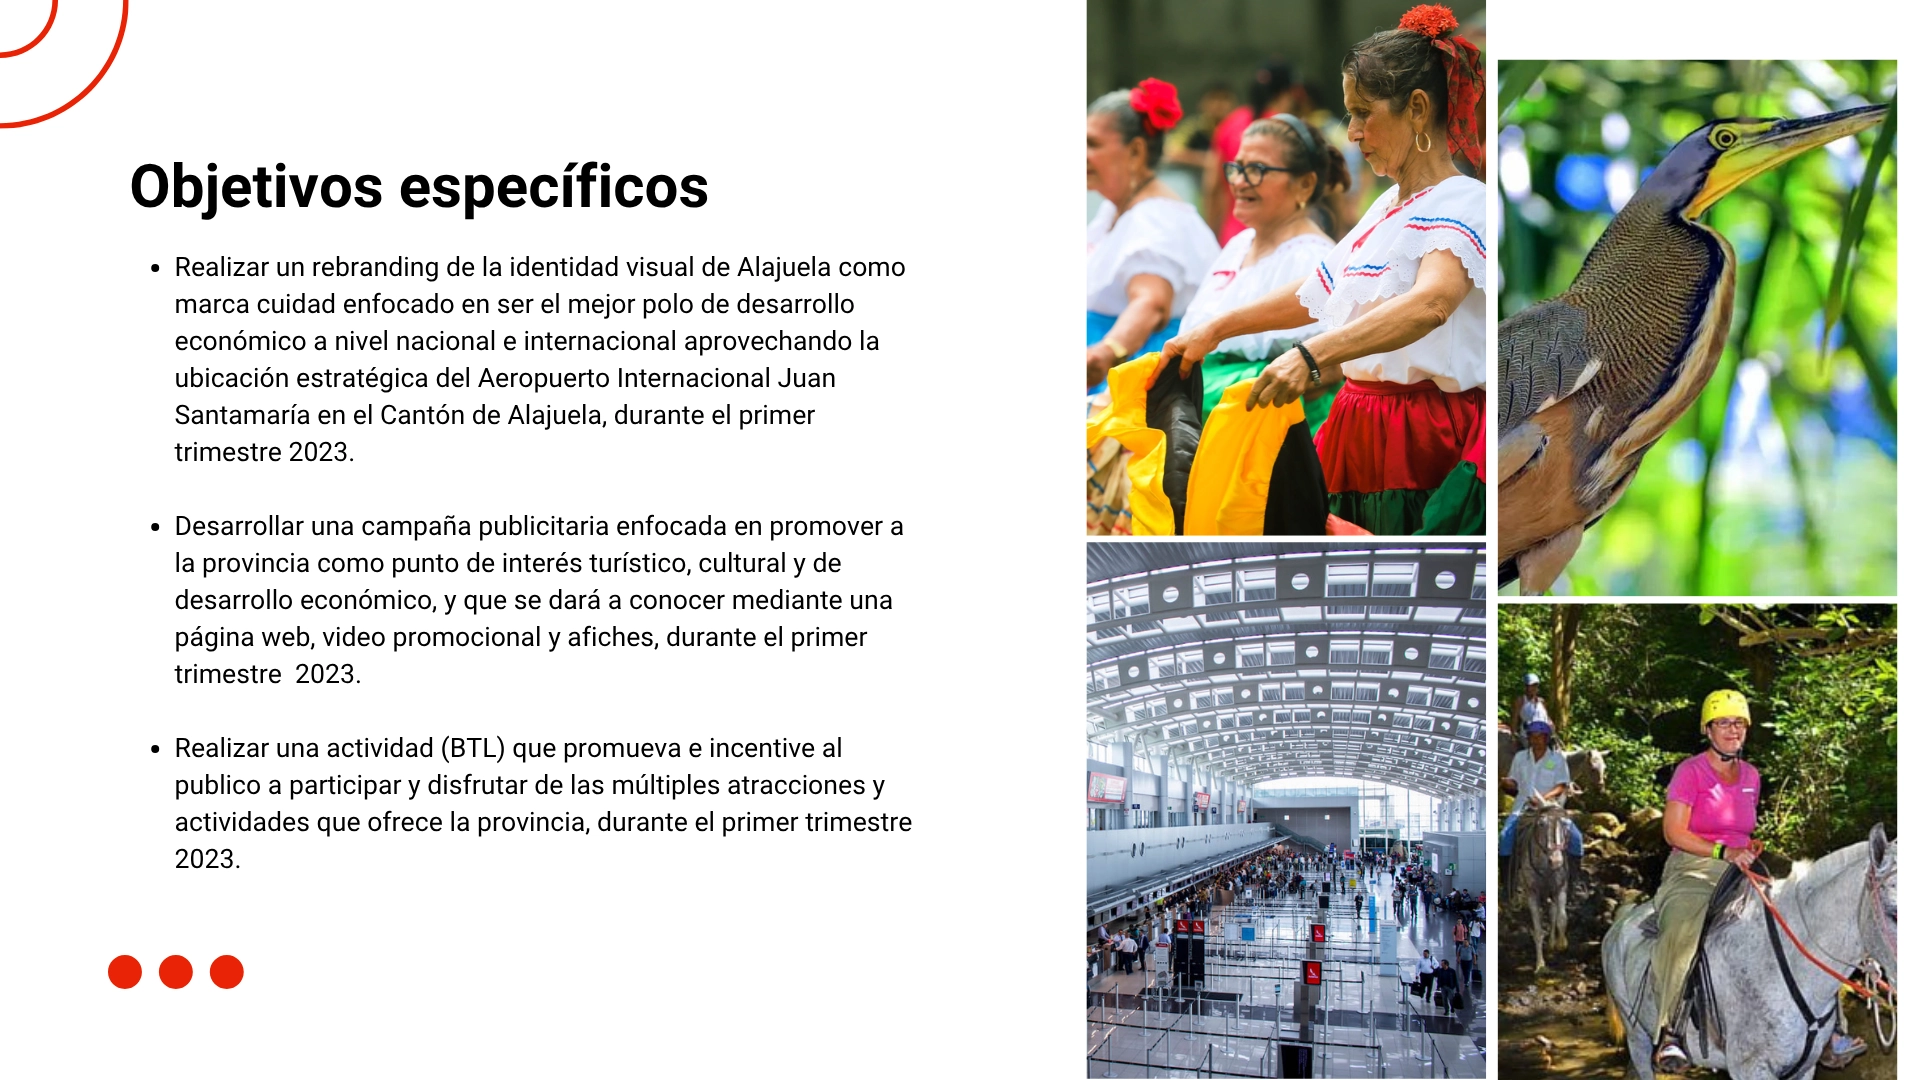 Objetivos específicos
• Realizar un rebranding de la identidad visual de Alajuela como
marca cuidad enfocado en ser el mejor polo de desarrollo
económico a nivel nacional e internacional aprovechando la
ubicación estratégica del Aeropuerto Internacional Juan
Santamaría en el Cantón de Alajuela, durante el primer
trimestre 2023.
• Desarrollar una campaña publicitaria enfocada en promover a
la provincia como punto de interés turístico, cultural y de
desarrollo económico, y que se dará a conocer mediante una
página web, video promocional y afiches, durante el primer
trimestre  2023.
• Realizar una actividad (BTL) que promueva e incentive al
publico a participar y disfrutar de las múltiples atracciones y
actividades que ofrece la provincia, durante el primer trimestre
2023.